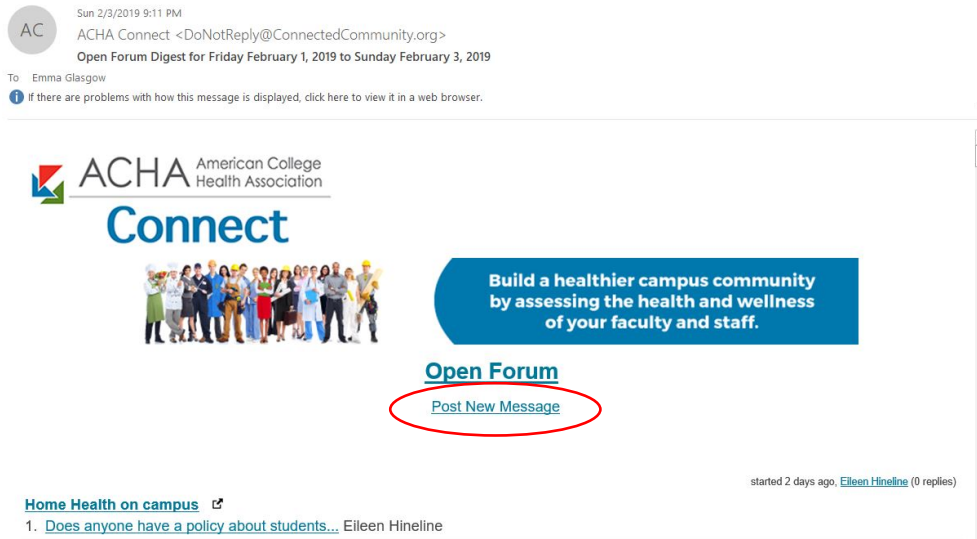 AC
Sun 2/3/2019 9:11 PM
ACHA Connect <DoNotReply@ConnectedCommunity.org>
Open Forum Digest for Friday February 1, 2019 to Sunday February 3, 2019
To Emma Glasgow
If there are problems with how this message is displayed, click here to view it in a web browser.
ACHA American College
Health Association
Connect
Build a healthier campus community
by assessing the health and wellness
of your faculty and staff.
Open Forum
Post New Message
started 2 days ago, Eileen Hineline (0 replies)
Home Health on campus
1. Does anyone have a policy about students... Eileen Hineline